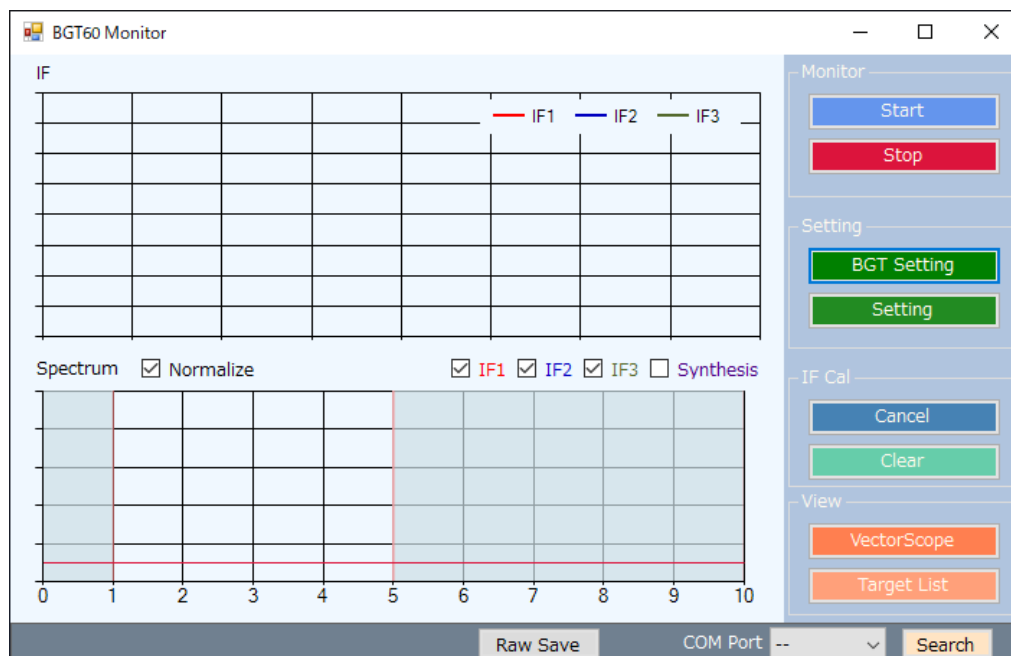 BGT60 Monitor
IF
IF1 IF2 IF3
Spectrum Normalize IF1 IF2 IF3 Synthesis
0 1 2 3 4 5 6 7 8 9 10
Monitor
Start
Stop
Setting
BGT Setting
Setting
IF Cal
Cancel
Clear
View
VectorScope
Target List
Raw Save COM Port -- Search